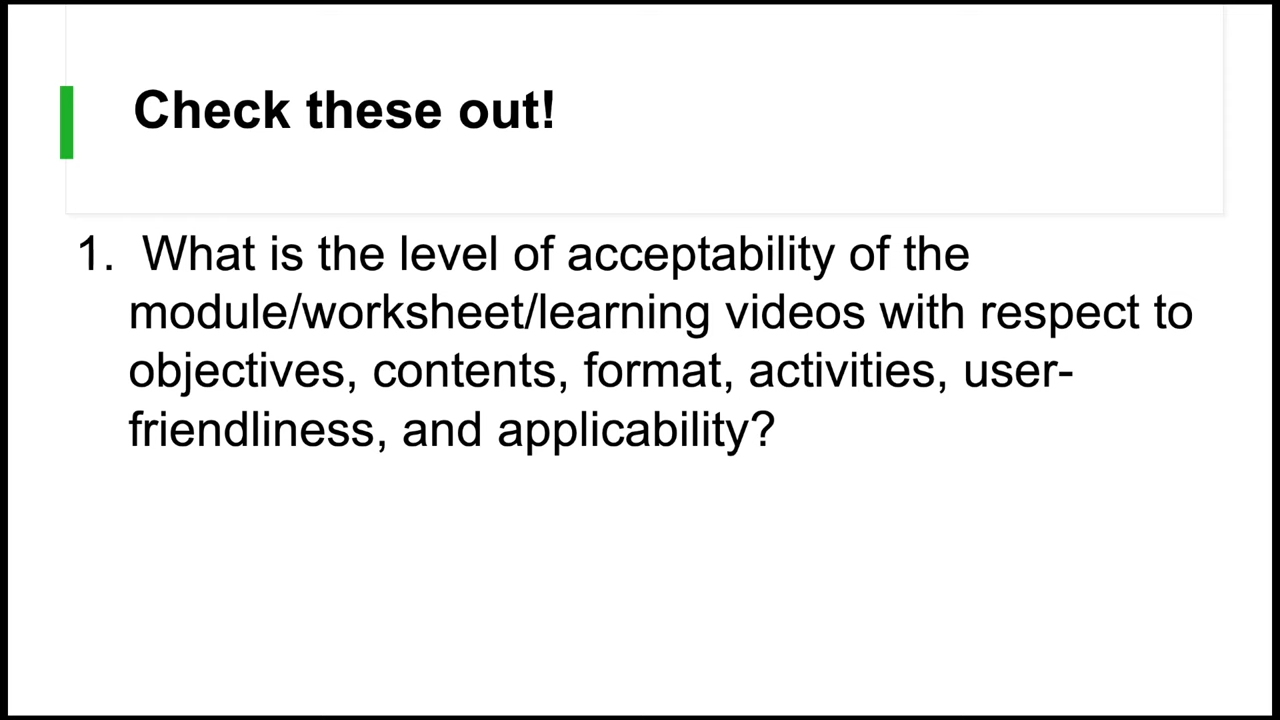 Check these out!
1. What is the level of acceptability of the
module/worksheet/learning videos with respect to
objectives, contents, format, activities, user-
friendliness, and applicability?